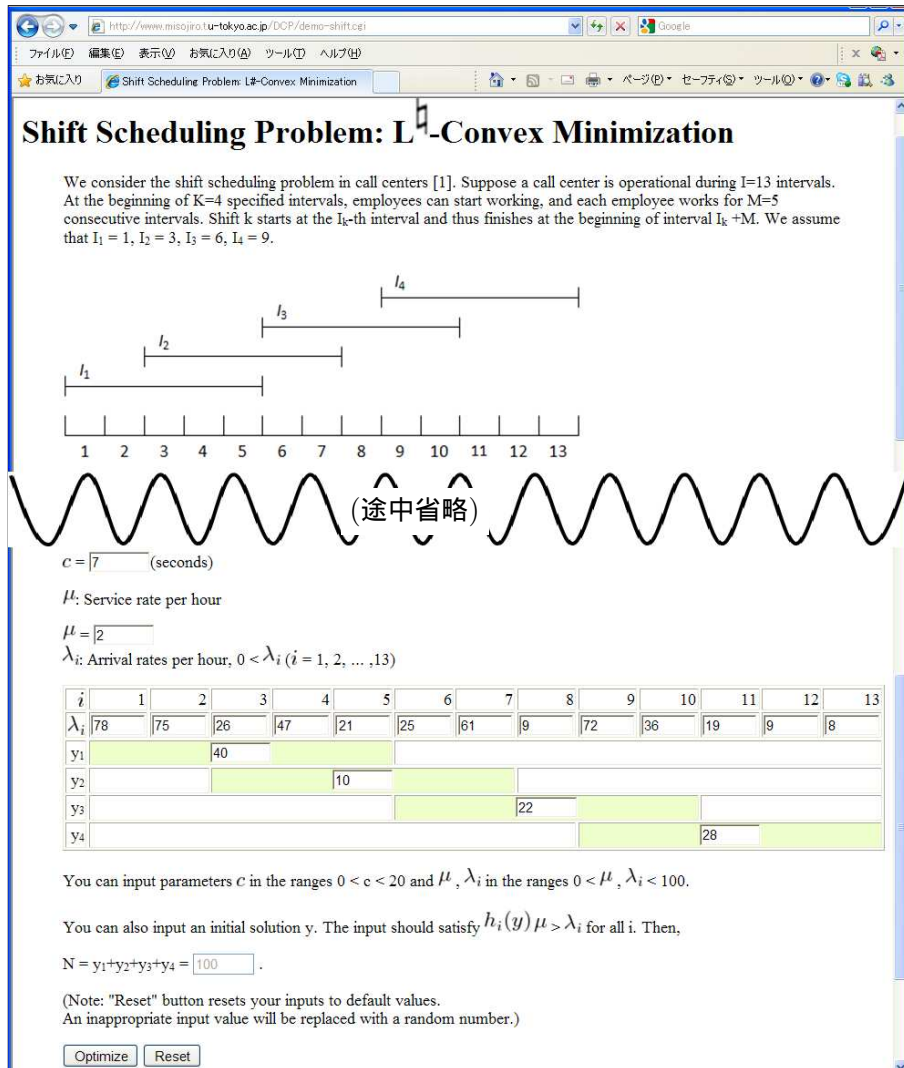 http://www.misojiro.t.u-tokyo.ac.jp/DCP/demo-shift.cgi
Google
ファイル(F) 編集(E) 表示(V) お気に入り(A) ツール(T) ヘルプ(H)
お気に入り Shift Scheduling Problem: L#-Convex Minimization ページ(P) セーフティ(S) ツール(O)
Shift Scheduling Problem: L♮-Convex Minimization
We consider the shift scheduling problem in call centers [1]. Suppose a call center is operational during I=13 intervals.
At the beginning of K=4 specified intervals, employees can start working, and each employee works for M=5
consecutive intervals. Shift k starts at the Iₖ-th interval and thus finishes at the beginning of interval Iₖ +M. We assume
that I₁ = 1, I₂ = 3, I₃ = 6, I₄ = 9.
I₄
I₃
I₂
I₁
1 2 3 4 5 6 7 8 9 10 11 12 13
(途中省略)
c = 7 (seconds)
μ: Service rate per hour
μ = 2
λᵢ: Arrival rates per hour, 0 < λᵢ (i = 1, 2, ... ,13)
i 1 2 3 4 5 6 7 8 9 10 11 12 13
λᵢ 78 75 26 47 21 25 61 9 72 36 19 9 8
y₁ 40
y₂ 10
y₃ 22
y₄ 28
You can input parameters c in the ranges 0 < c < 20 and μ , λᵢ in the ranges 0 < μ , λᵢ < 100.
You can also input an initial solution y. The input should satisfy hᵢ(y) μ > λᵢ for all i. Then,
N = y₁+y₂+y₃+y₄ = 100 .
(Note: "Reset" button resets your inputs to default values.
An inappropriate input value will be replaced with a random number.)
Optimize Reset